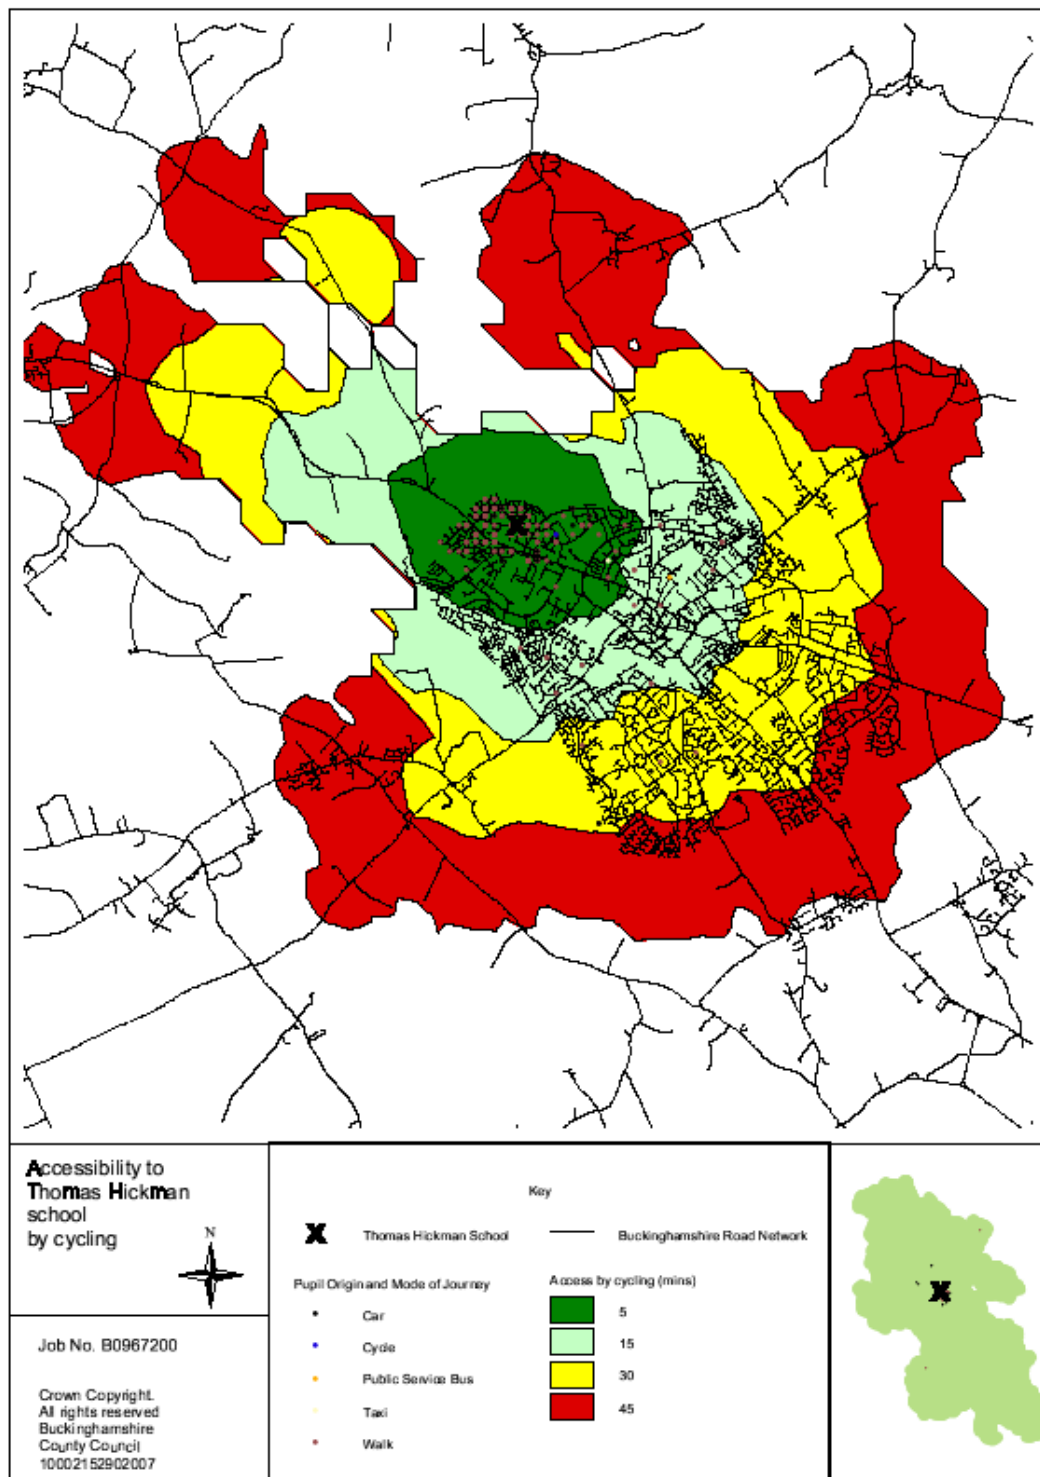 Accessibility to
Thomas Hickman
school
by cycling
N
Job No. B0967200
Crown Copyright.
All rights reserved
Buckinghamshire
County Council
10002152902007
Key
X Thomas Hickman School
Buckinghamshire Road Network
Pupil Origin and Mode of Journey
Car
Cycle
Public Service Bus
Taxi
Walk
Access by cycling (mins)
5
15
30
45